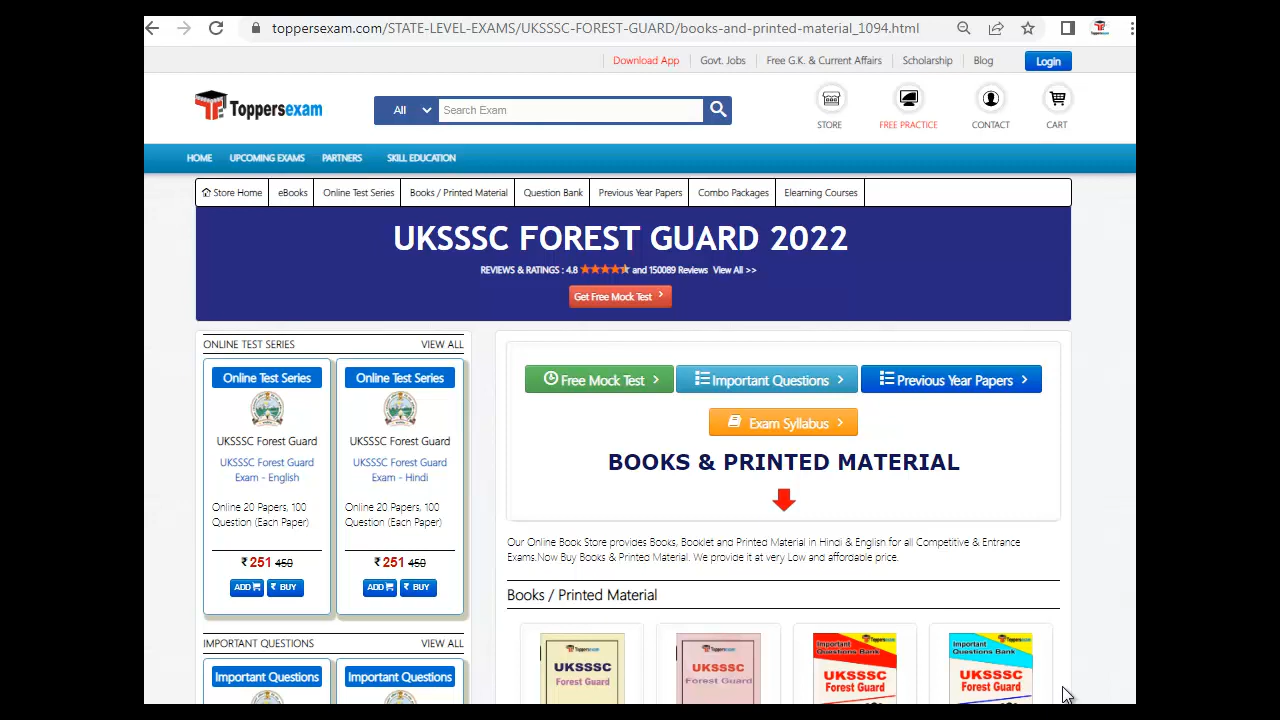 toppersexam.com/STATE-LEVEL-EXAMS/UKSSSC-FOREST-GUARD/books-and-printed-material_1094.html
Download App Govt. Jobs Free G.K. & Current Affairs Scholarship Blog Login
Toppersexam All Search Exam
STORE FREE PRACTICE CONTACT CART
HOME UPCOMING EXAMS PARTNERS SKILL EDUCATION
Store Home eBooks Online Test Series Books / Printed Material Question Bank Previous Year Papers Combo Packages Elearning Courses
UKSSSC FOREST GUARD 2022
REVIEWS & RATINGS : 4.8 and 150089 Reviews View All >>
Get Free Mock Test
ONLINE TEST SERIES VIEW ALL
Online Test Series
UKSSSC Forest Guard
UKSSSC Forest Guard
Exam - English
Online 20 Papers, 100
Question (Each Paper)
₹ 251 450
ADD ₹ BUY
Online Test Series
UKSSSC Forest Guard
UKSSSC Forest Guard
Exam - Hindi
Online 20 Papers, 100
Question (Each Paper)
₹ 251 450
ADD ₹ BUY
IMPORTANT QUESTIONS VIEW ALL
Important Questions Important Questions
Free Mock Test Important Questions Previous Year Papers
Exam Syllabus
BOOKS & PRINTED MATERIAL
Our Online Book Store provides Books, Booklet and Printed Material in Hindi & English for all Competitive & Entrance
Exams.Now Buy Books & Printed Material. We provide it at very Low and affordable price.
Books / Printed Material
Toppersexam
UKSSSC
Forest Guard
Toppersexam
UKSSSC
Forest Guard
Toppersexam
Important
Questions Bank
UKSSSC
Forest Guard
Toppersexam
Important
Questions Bank
UKSSSC
Forest Guard